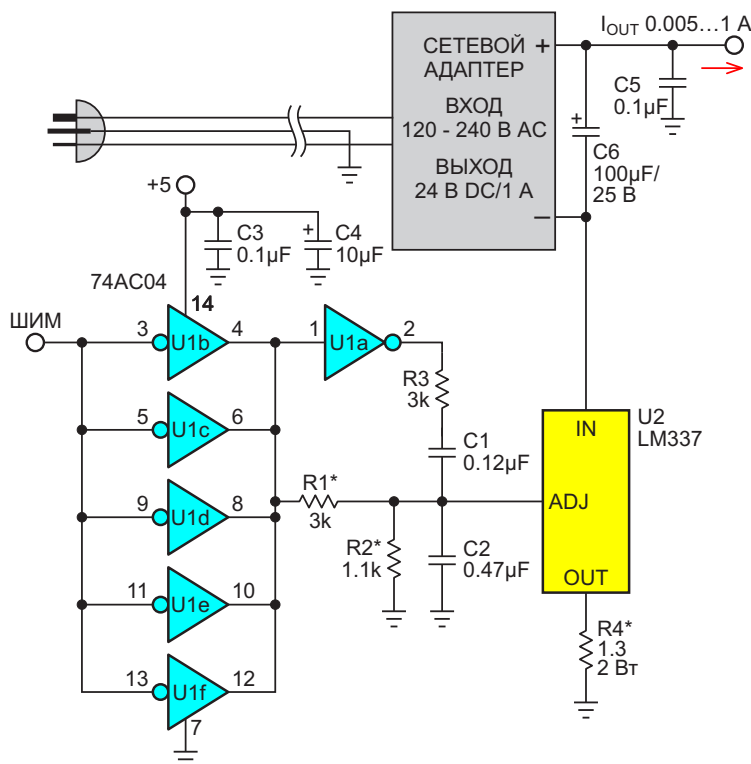 I_OUT 0.005…1 A
СЕТЕВОЙ +
АДАПТЕР
ВХОД
120 - 240 В AC
ВЫХОД
24 В DC/1 A
–
C5
0.1µF
+
C6
100µF/
25 В
+5
C3
0.1µF
+
C4
10µF
74AC04
14
ШИМ
3 U1b 4
1 U1a 2
R3
3k
5 U1c 6
C1
0.12µF
U2
LM337
IN
ADJ
OUT
9 U1d 8
R1*
3k
R2*
1.1k
C2
0.47µF
11 U1e 10
R4*
1.3
2 Вт
13 U1f 12
7